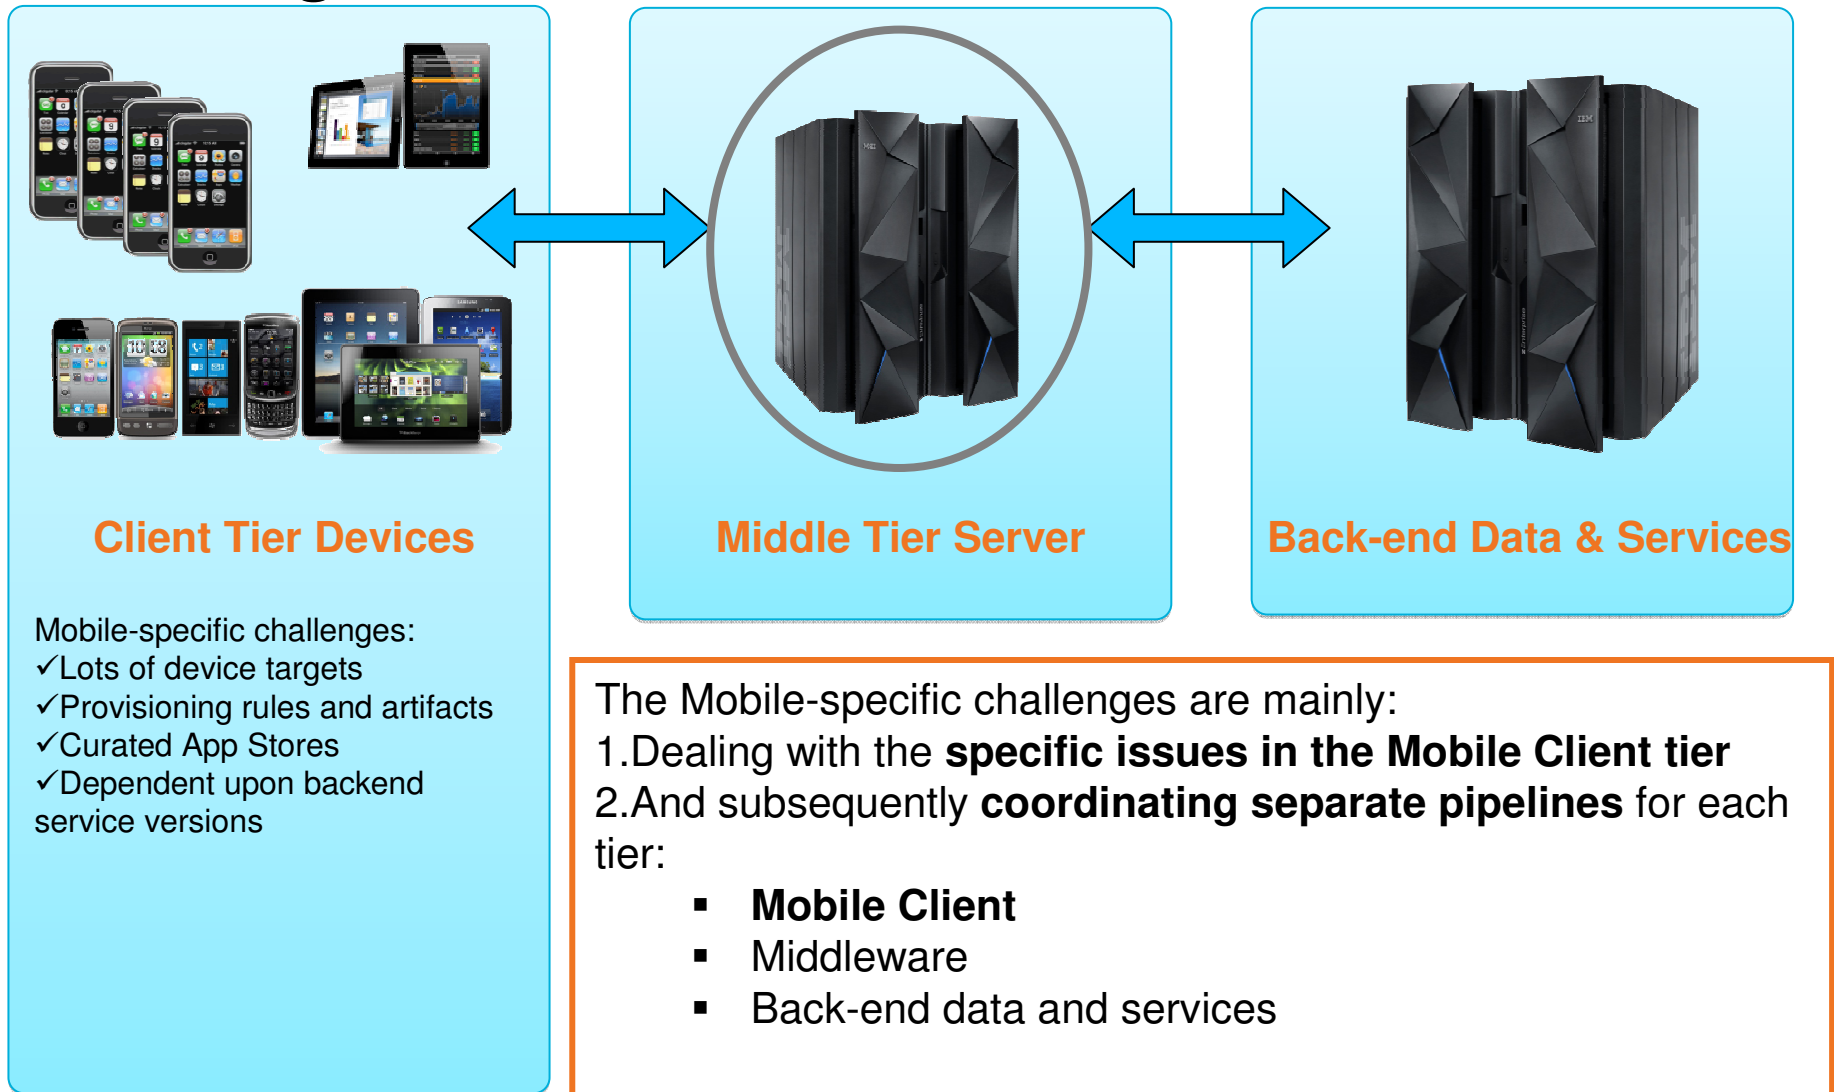 Client Tier Devices
Mobile-specific challenges:
✓Lots of device targets
✓Provisioning rules and artifacts
✓Curated App Stores
✓Dependent upon backend
service versions
Middle Tier Server
IBM
zEnterprise
Back-end Data & Services
The Mobile-specific challenges are mainly:
1.Dealing with the specific issues in the Mobile Client tier
2.And subsequently coordinating separate pipelines for each
tier:
▪ Mobile Client
▪ Middleware
▪ Back-end data and services